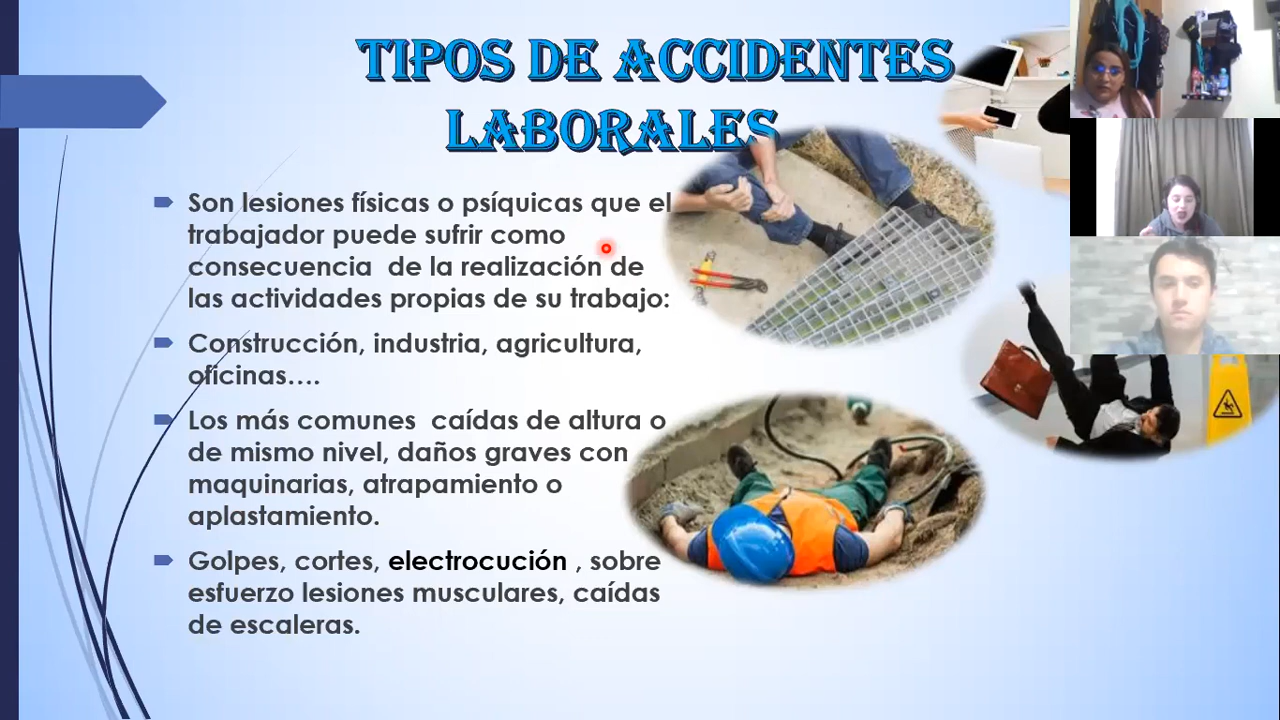 TIPOS DE ACCIDENTES
LABORALES
Son lesiones físicas o psíquicas que el
trabajador puede sufrir como
consecuencia de la realización de
las actividades propias de su trabajo:
Construcción, industria, agricultura,
oficinas....
Los más comunes caídas de altura o
de mismo nivel, daños graves con
maquinarias, atrapamiento o
aplastamiento.
Golpes, cortes, electrocución , sobre
esfuerzo lesiones musculares, caídas
de escaleras.